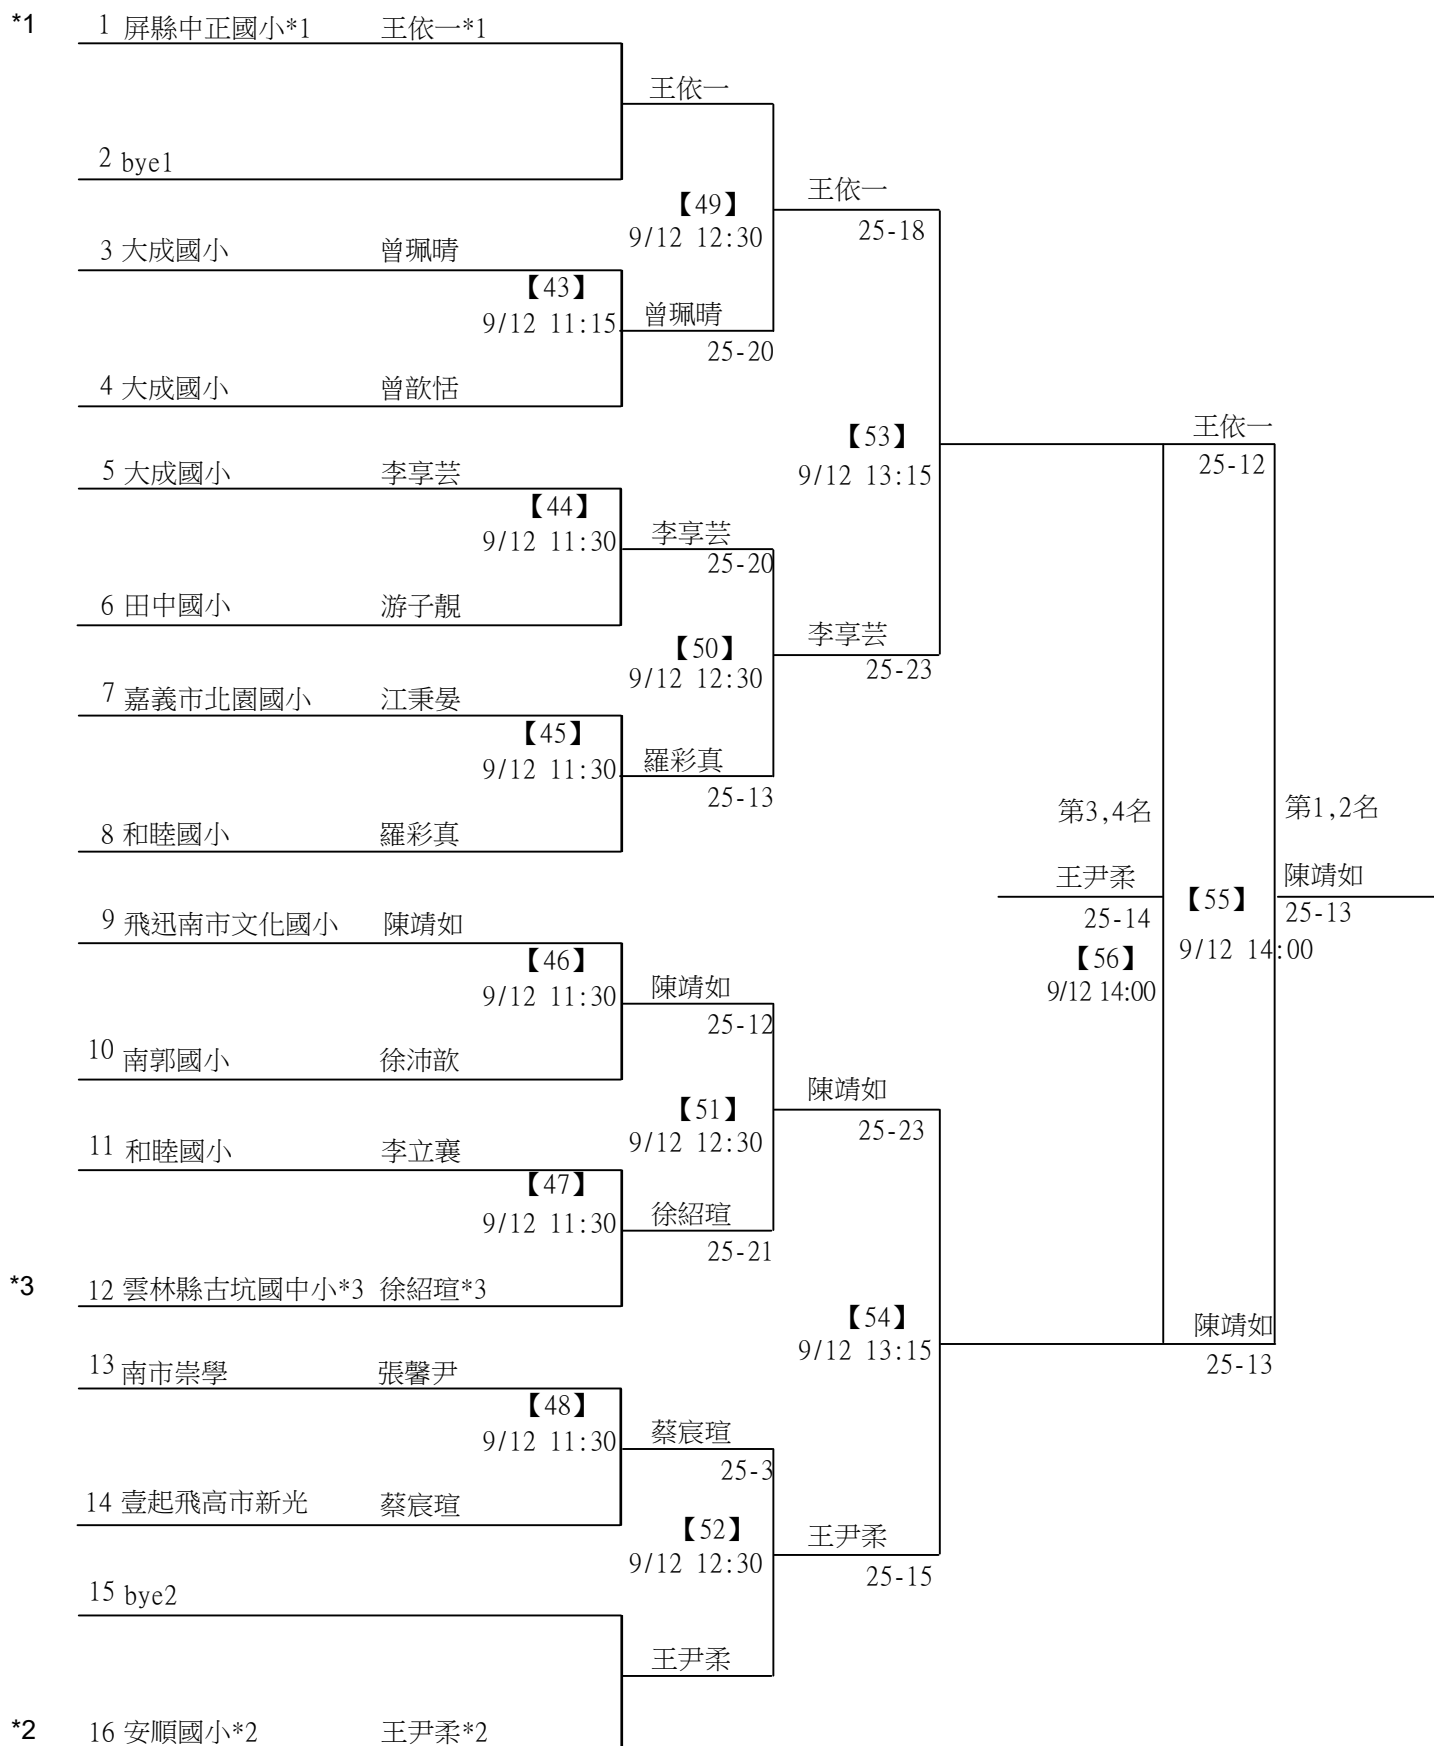 *1 1 屏縣中正國小*1 王依一*1
王依一
2 bye1
王依一
【49】
25-18
9/12 12:30
3 大成國小 曾珮晴
【43】
曾珮晴
9/12 11:15
25-20
4 大成國小 曾歆恬
王依一
【53】
25-12
9/12 13:15
5 大成國小 李享芸
【44】
李享芸
9/12 11:30
25-20
6 田中國小 游子靚
李享芸
【50】
25-23
9/12 12:30
7 嘉義市北園國小 江秉晏
【45】
羅彩真
9/12 11:30
25-13
第3,4名 第1,2名
8 和睦國小 羅彩真
王尹柔 陳靖如
【55】
25-14 25-13
9 飛迅南市文化國小 陳靖如
9/12 14:00
【46】 【56】
陳靖如
9/12 11:30 9/12 14:00
25-12
10 南郭國小 徐沛歆
陳靖如
【51】
25-23
9/12 12:30
11 和睦國小 李立襄
【47】
徐紹瑄
9/12 11:30
25-21
*3 12 雲林縣古坑國中小*3 徐紹瑄*3
【54】
陳靖如
9/12 13:15
25-13
13 南市崇學 張馨尹
【48】
蔡宸瑄
9/12 11:30
25-3
14 壹起飛高市新光 蔡宸瑄
【52】
王尹柔
9/12 12:30
25-15
15 bye2
王尹柔
*2 16 安順國小*2 王尹柔*2